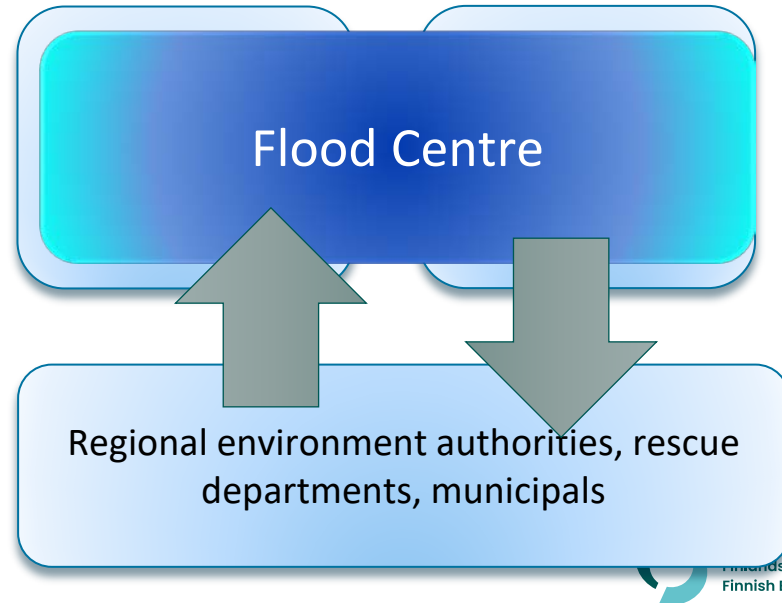 Flood Centre
Regional environment authorities, rescue
departments, municipals
Finnish